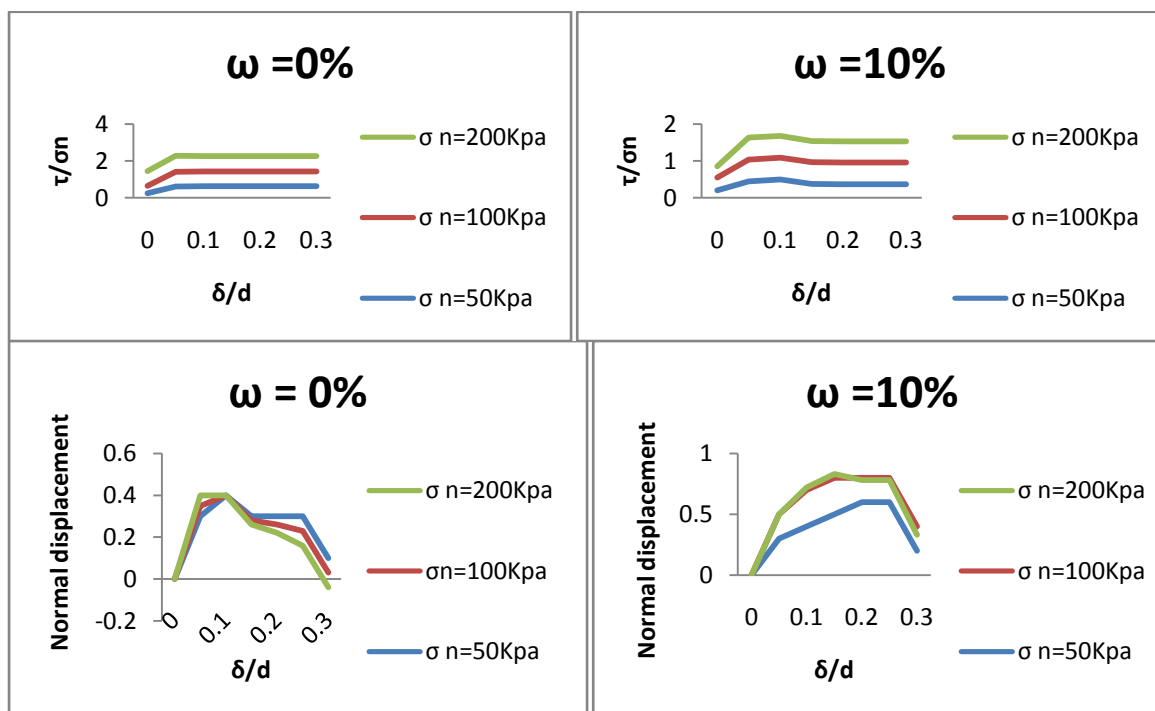 ω =0%
4
2
0
τ/σn
0 0.1 0.2 0.3
δ/d
σ n=200Kpa
σ n=100Kpa
σ n=50Kpa
ω =10%
2
1
0
τ/σn
0 0.1 0.2 0.3
δ/d
σ n=200Kpa
σ n=100Kpa
σ n=50Kpa
ω = 0%
0.6
0.4
0.2
0
-0.2
Normal displacement
0 0.1 0.2 0.3
δ/d
σ n=200Kpa
σn=100Kpa
σ n=50Kpa
ω =10%
1
0.5
0
Normal displacement
0 0.1 0.2 0.3
δ/d
σ n=200Kpa
σ n=100Kpa
σ n=50Kpa